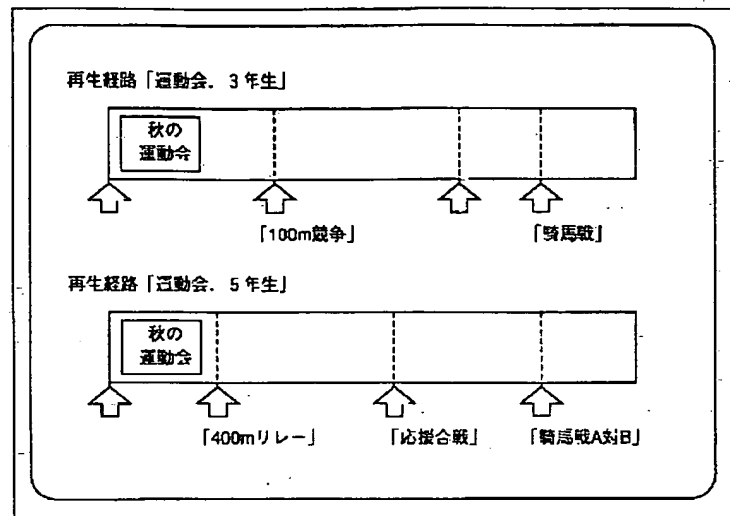 再生経路「運動会．3年生」
秋の
運動会
「100m競争」
「騎馬戦」
再生経路「運動会．5年生」
秋の
運動会
「400mリレー」
「応援合戦」
「騎馬戦A対B」